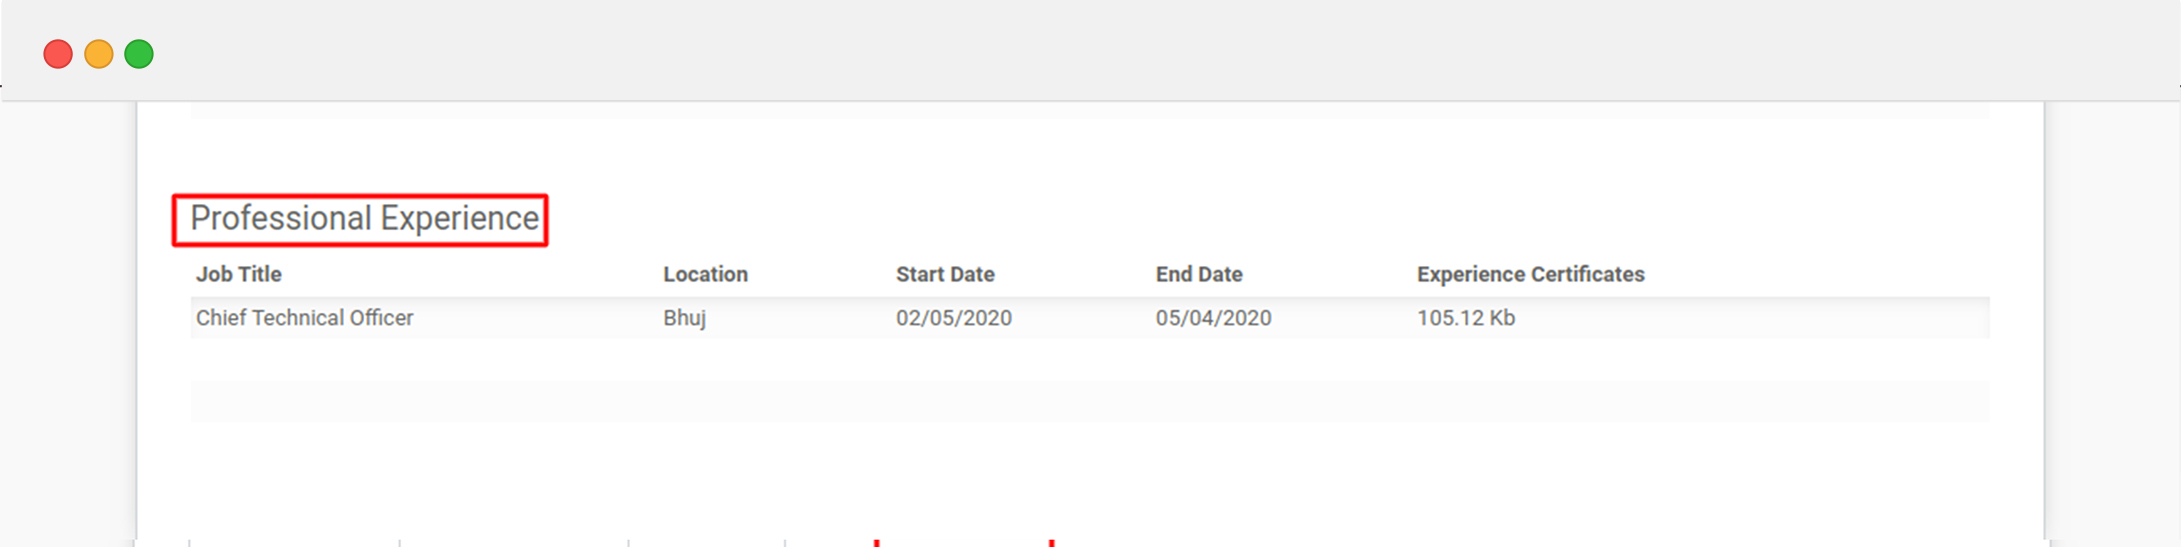 Professional Experience
Job Title Location Start Date End Date Experience Certificates
Chief Technical Officer Bhuj 02/05/2020 05/04/2020 105.12 Kb